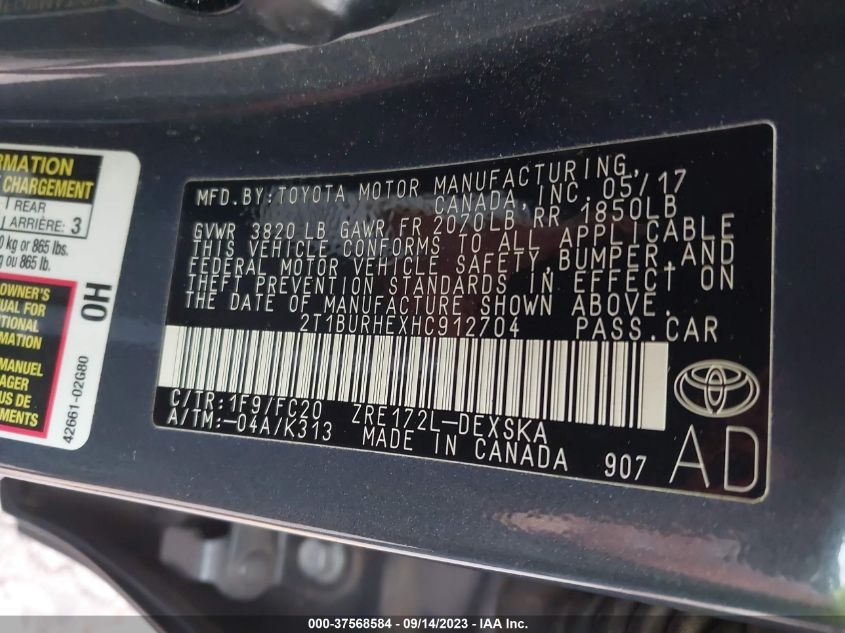 RMATION
CHARGEMENT
REAR
ARRIÈRE: 3
0 kg or 865 lbs.
ou 865 lb.
OWNER'S
UAL FOR
TIONAL
MATION
MANUEL
AGER
US DE
EMENTS.
OH
42661-02G80
MFD.BY:TOYOTA MOTOR MANUFACTURING,
CANADA, INC. 05/17
GVWR 3820 LB GAWR FR 2070LB RR 1850LB
THIS VEHICLE CONFORMS TO ALL APPLICABLE
FEDERAL MOTOR VEHICLE SAFETY,BUMPER,AND
THEFT PREVENTION STANDARDS IN EFFECT ON
THE DATE OF MANUFACTURE SHOWN ABOVE.
2T1BURHEXHC912704 PASS.CAR
C/TR:1F9/FC20 ZRE172L-DEXSKA
A/TM:-04A/K313 MADE IN CANADA 907
AD
000-37568584 - 09/14/2023 - IAA Inc.